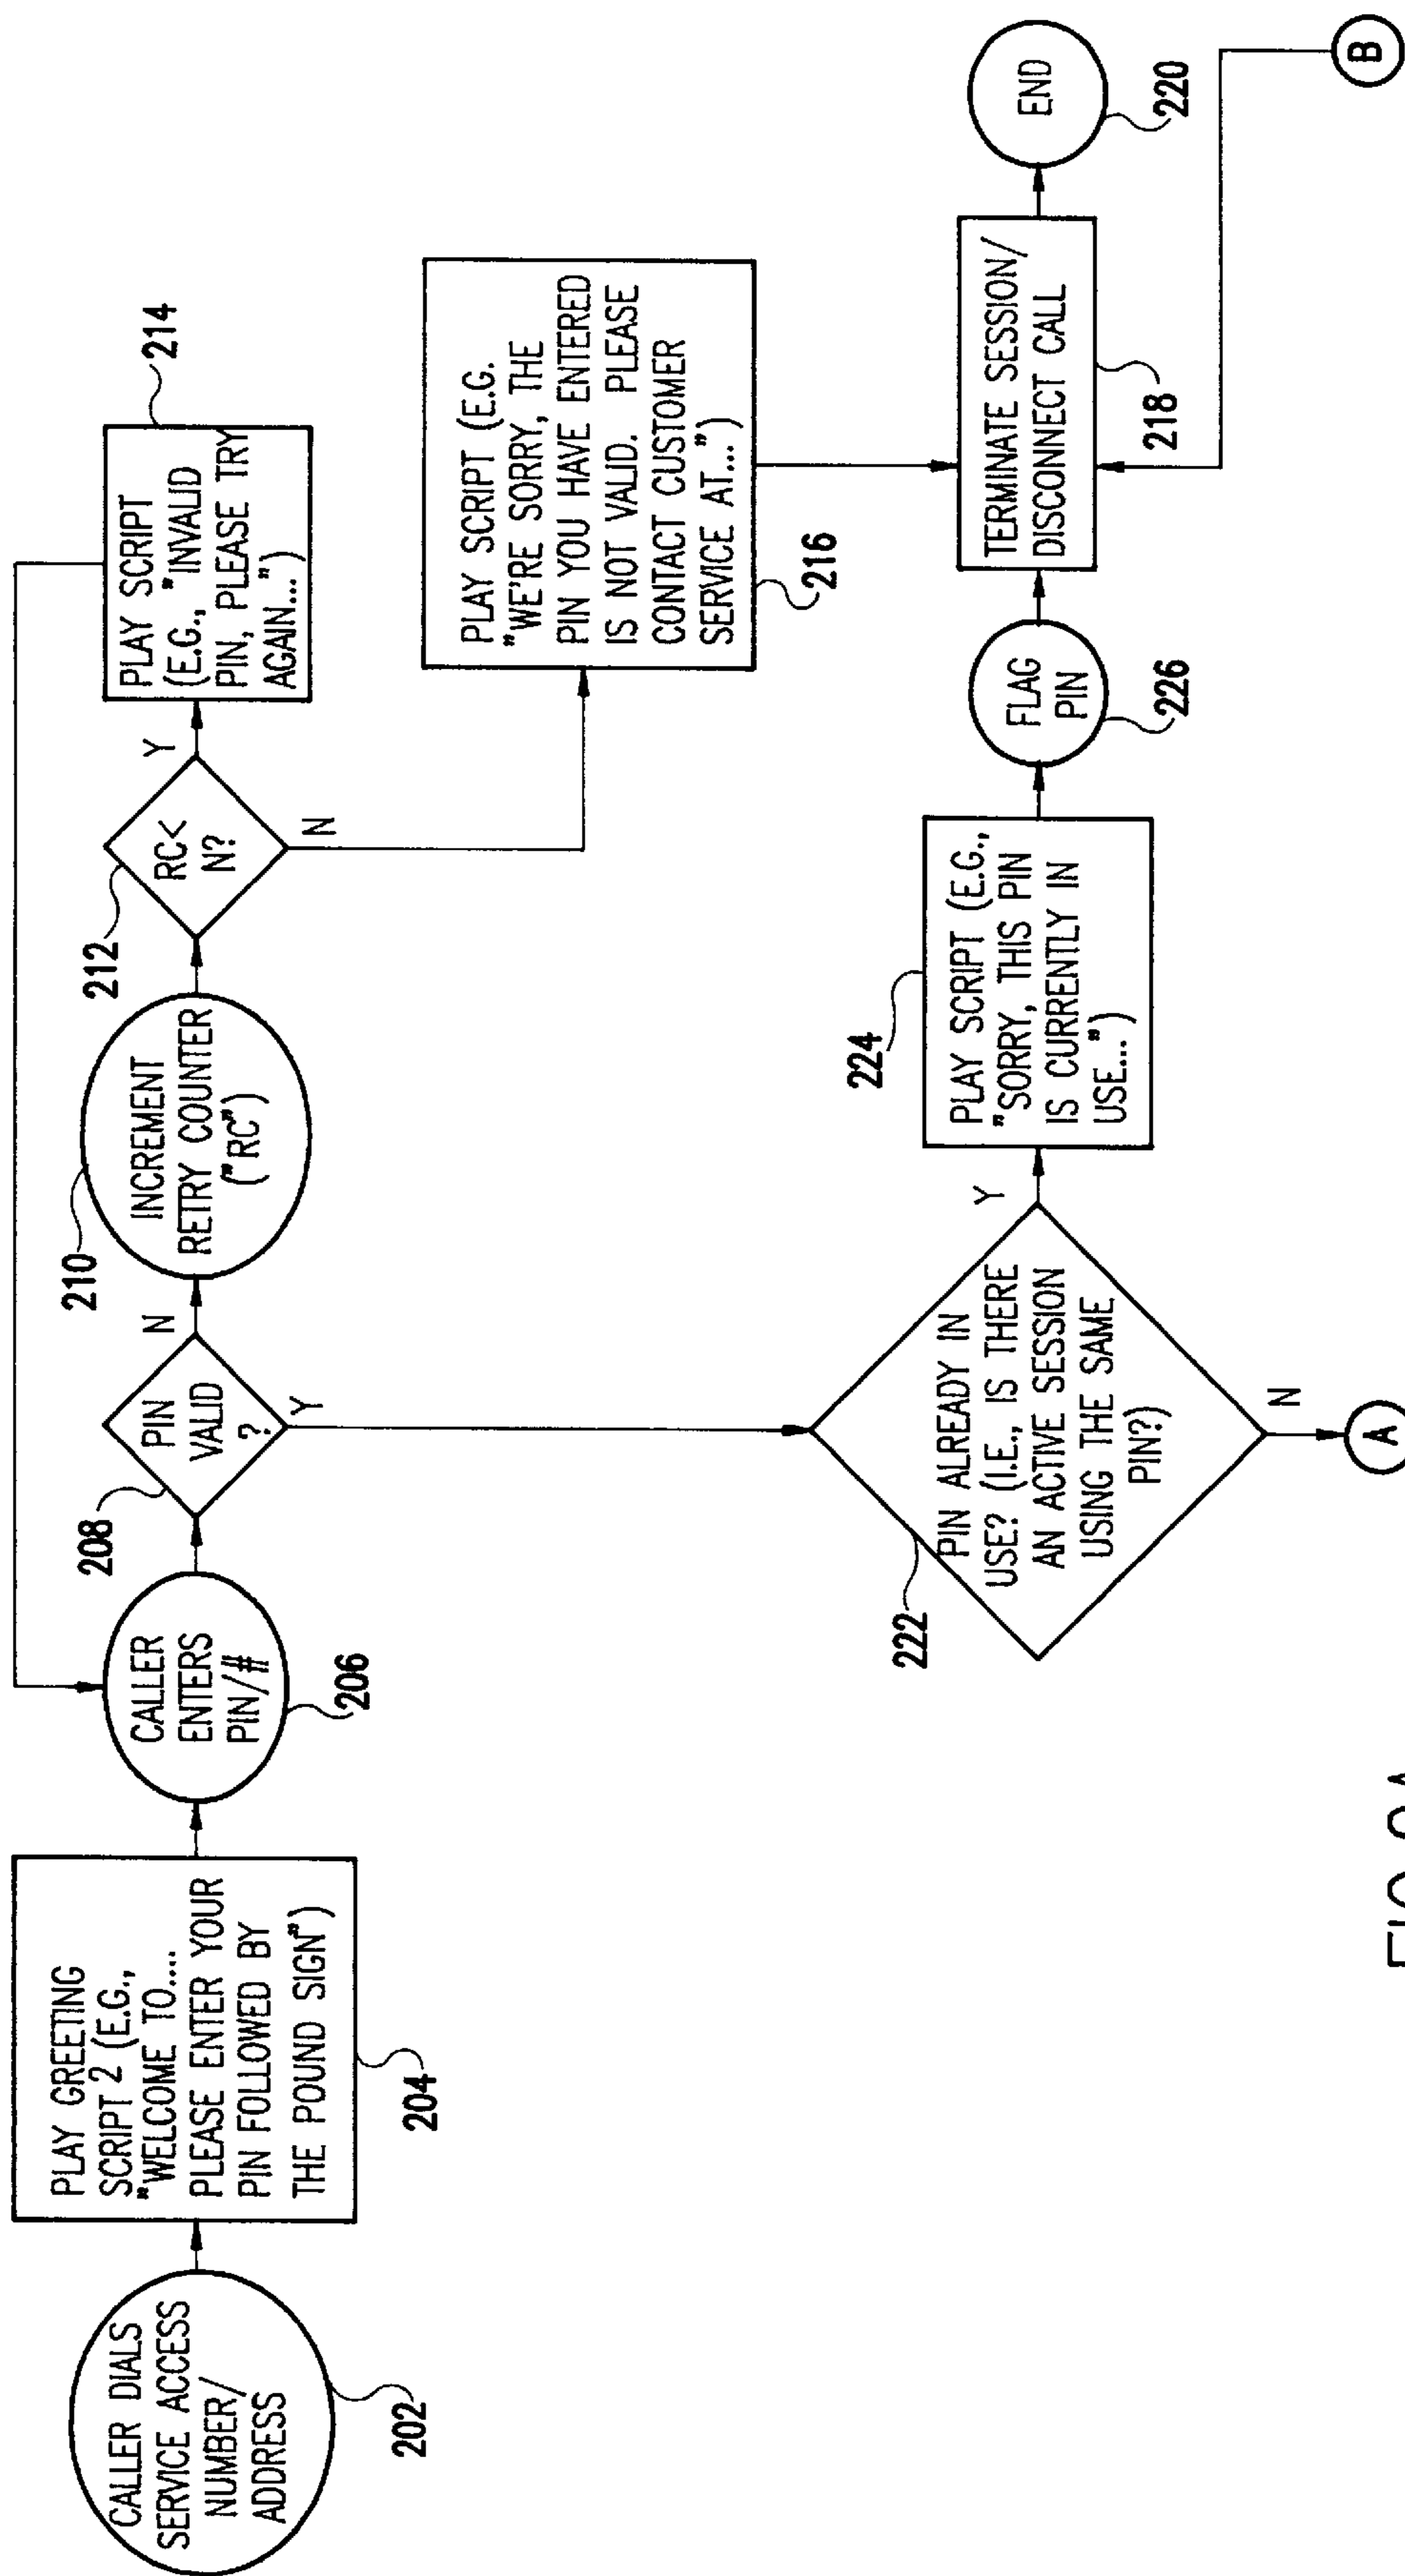 CALLER DIALS
SERVICE ACCESS
NUMBER/
ADDRESS
202
PLAY GREETING
SCRIPT 2 (E.G.,
"WELCOME TO....
PLEASE ENTER YOUR
PIN FOLLOWED BY
THE POUND SIGN")
204
CALLER
ENTERS
PIN/#
206
208
PIN
VALID
?
N
Y
210
INCREMENT
RETRY COUNTER
("RC")
212
RC<
N?
Y
N
PLAY SCRIPT
(E.G., "INVALID
PIN, PLEASE TRY
AGAIN...")
214
PLAY SCRIPT (E.G.
"WE'RE SORRY, THE
PIN YOU HAVE ENTERED
IS NOT VALID. PLEASE
CONTACT CUSTOMER
SERVICE AT...")
216
222
PIN ALREADY IN
USE? (I.E., IS THERE
AN ACTIVE SESSION
USING THE SAME
PIN?)
Y
N
A
224
PLAY SCRIPT (E.G.,
"SORRY, THIS PIN
IS CURRENTLY IN
USE...")
FLAG
PIN
226
TERMINATE SESSION/
DISCONNECT CALL
218
END
220
B